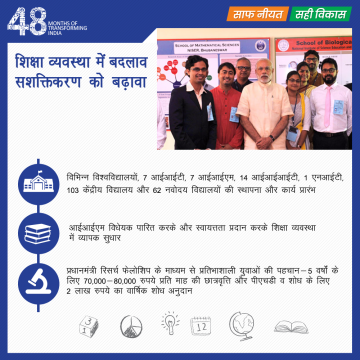 48 MONTHS OF
TRANSFORMING
INDIA
साफ नीयत सही विकास
शिक्षा व्यवस्था में बदलाव
सशक्तिकरण को बढ़ावा
SCHOOL OF MATHEMATICAL SCIENCES
NISER, BHUBANESWAR
School of Biological
विभिन्न विश्वविद्यालयों, 7 आईआईटी, 7 आईआईएम, 14 आईआईआईटी, 1 एनआईटी,
103 केंद्रीय विद्यालय और 62 नवोदय विद्यालयों की स्थापना और कार्य प्रारंभ
आईआईएम विधेयक पारित करके और स्वायत्तता प्रदान करके शिक्षा व्यवस्था
में व्यापक सुधार
प्रधानमंत्री रिसर्च फेलोशिप के माध्यम से प्रतिभाशाली युवाओं की पहचान–5 वर्षों के
लिए 70,000–80,000 रुपये प्रति माह की छात्रवृत्ति और पीएचडी व शोध के लिए
2 लाख रुपये का वार्षिक शोध अनुदान
12